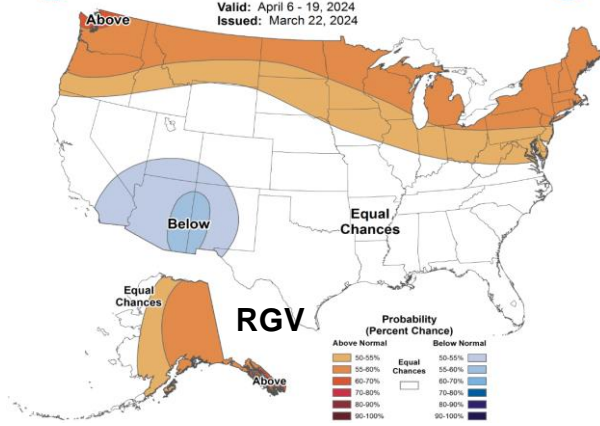 Valid: April 6 - 19, 2024
Issued: March 22, 2024
Above
Below
Equal
Chances
Equal
Chances
Above
RGV
Probability
(Percent Chance)
Above Normal
Below Normal
50-55%
55-60%
60-70%
70-80%
80-90%
90-100%
Equal
Chances
50-55%
55-60%
60-70%
70-80%
80-90%
90-100%